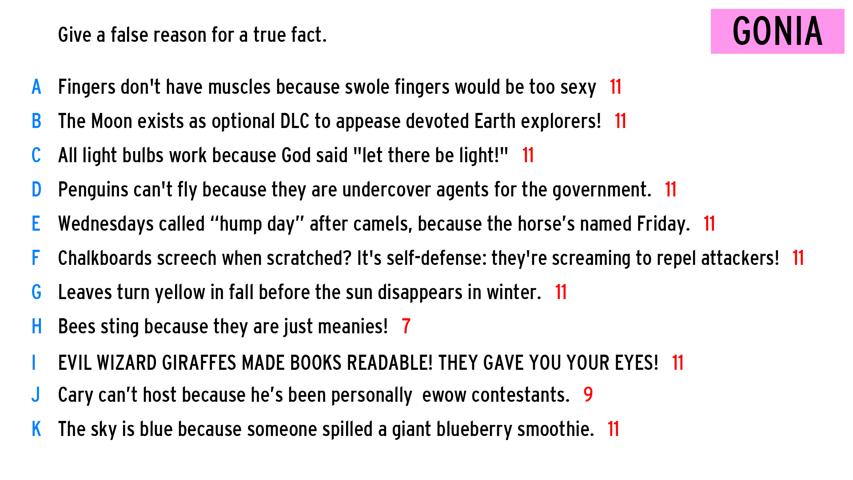 Give a false reason for a true fact.
GONIA
A Fingers don't have muscles because swole fingers would be too sexy 11
B The Moon exists as optional DLC to appease devoted Earth explorers! 11
C All light bulbs work because God said "let there be light!" 11
D Penguins can't fly because they are undercover agents for the government. 11
E Wednesdays called “hump day” after camels, because the horse’s named Friday. 11
F Chalkboards screech when scratched? It's self-defense: they're screaming to repel attackers! 11
G Leaves turn yellow in fall before the sun disappears in winter. 11
H Bees sting because they are just meanies! 7
I EVIL WIZARD GIRAFFES MADE BOOKS READABLE! THEY GAVE YOU YOUR EYES! 11
J Cary can’t host because he’s been personally ewow contestants. 9
K The sky is blue because someone spilled a giant blueberry smoothie. 11